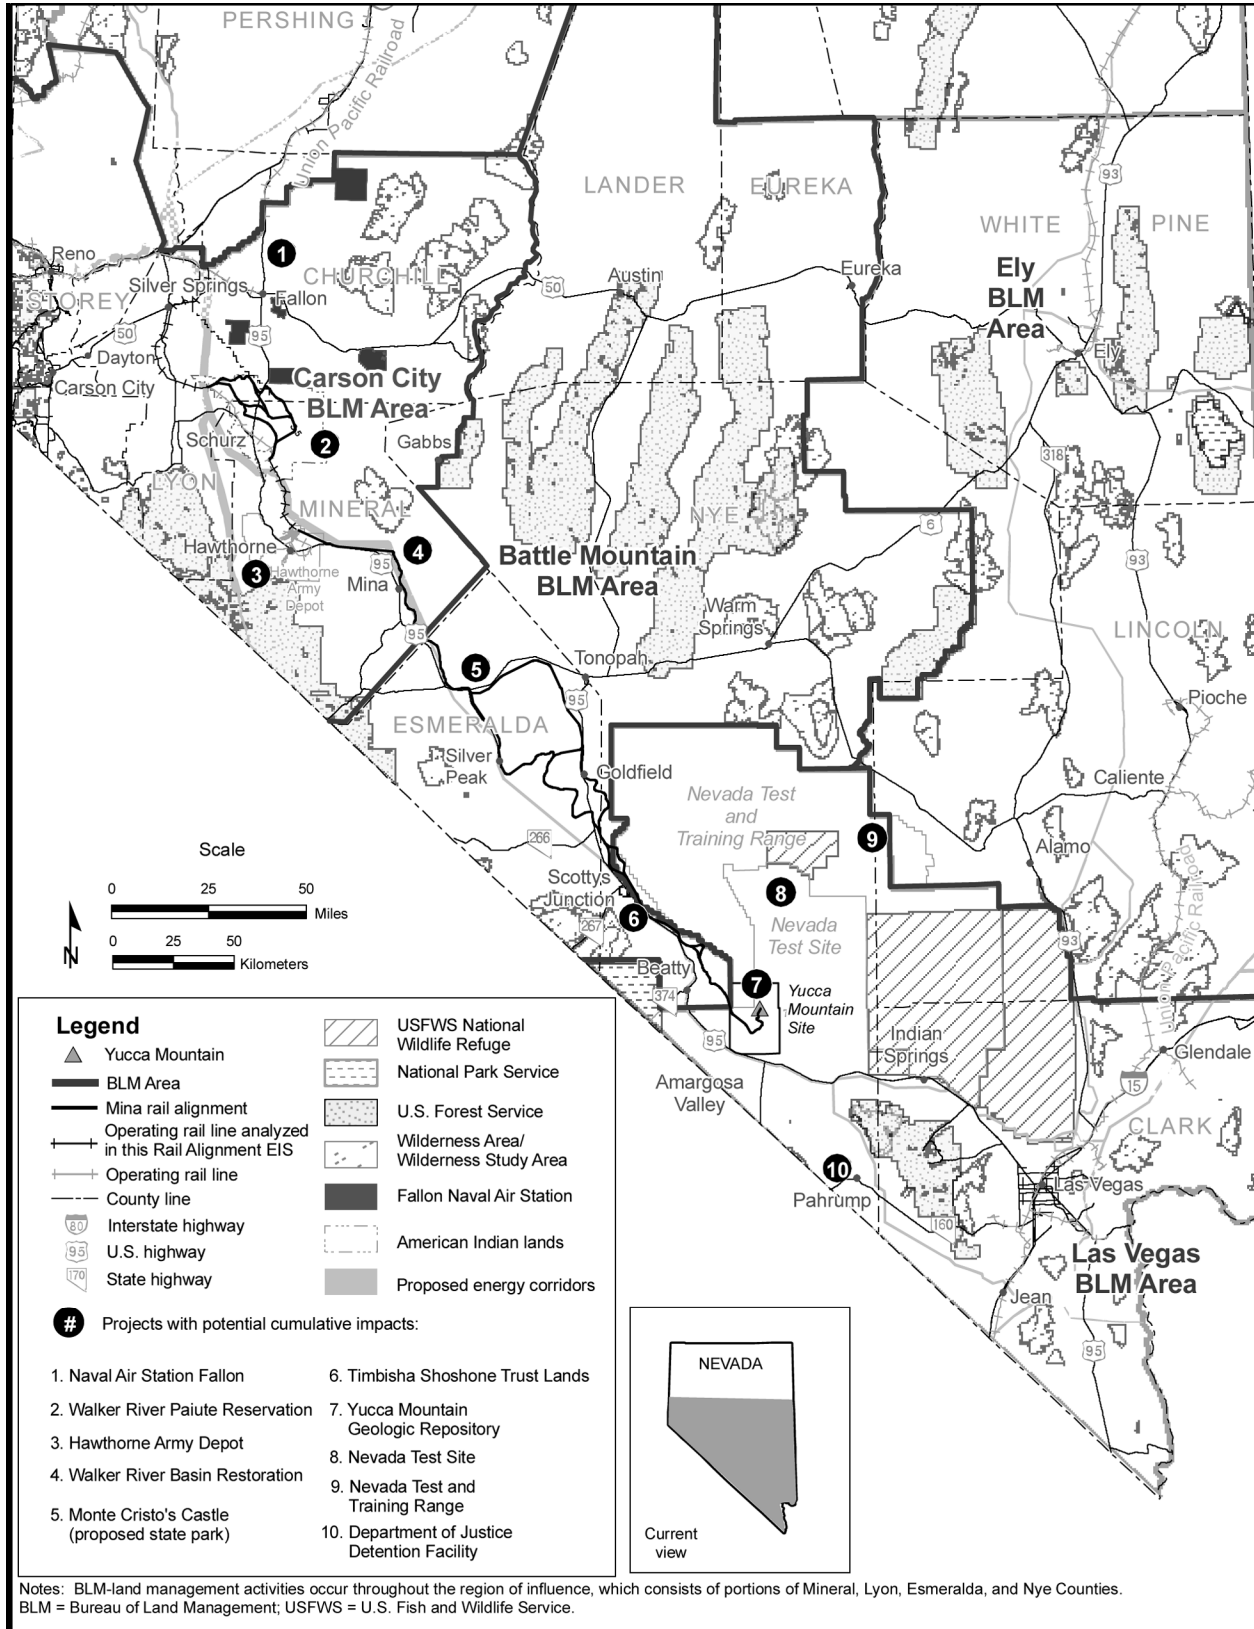 PERSHING
Union Pacific Railroad
LANDER
EUREKA
93
WHITE
PINE
1
Reno
CHURCHILL
Austin
Eureka
Ely
BLM
Area
Silver Springs
Fallon
50
STOREY
50
95
Dayton
Ely
Carson City
Carson City
BLM Area
Schurz
2
Gabbs
318
LYON
MINERAL
NYE
6
Hawthorne
4
Battle Mountain
BLM Area
95
93
3
Hawthorne
Army
Depot
Mina
Warm
Springs
95
LINCOLN
5
Tonopah
95
Pioche
ESMERALDA
Silver
Peak
Goldfield
Caliente
Nevada Test
and
Training Range
9
266
Alamo
Scale
0 25 50
Miles
0 25 50
Kilometers
N
Scottys
Junction
8
6
267
Nevada
Test Site
93
Union Pacific Railroad
Beatty
7
374
Yucca
Mountain
Site
95
Indian
Springs
Glendale
15
Amargosa
Valley
CLARK
10
Pahrump
Las Vegas
160
Las Vegas
BLM Area
Jean
95
Legend
Yucca Mountain
BLM Area
Mina rail alignment
Operating rail line analyzed
in this Rail Alignment EIS
Operating rail line
County line
80
Interstate highway
95
U.S. highway
170
State highway
USFWS National
Wildlife Refuge
National Park Service
U.S. Forest Service
Wilderness Area/
Wilderness Study Area
Fallon Naval Air Station
American Indian lands
Proposed energy corridors
# Projects with potential cumulative impacts:
1. Naval Air Station Fallon
2. Walker River Paiute Reservation
3. Hawthorne Army Depot
4. Walker River Basin Restoration
5. Monte Cristo's Castle
(proposed state park)
6. Timbisha Shoshone Trust Lands
7. Yucca Mountain
Geologic Repository
8. Nevada Test Site
9. Nevada Test and
Training Range
10. Department of Justice
Detention Facility
NEVADA
Current
view
Notes: BLM-land management activities occur throughout the region of influence, which consists of portions of Mineral, Lyon, Esmeralda, and Nye Counties.
BLM = Bureau of Land Management; USFWS = U.S. Fish and Wildlife Service.